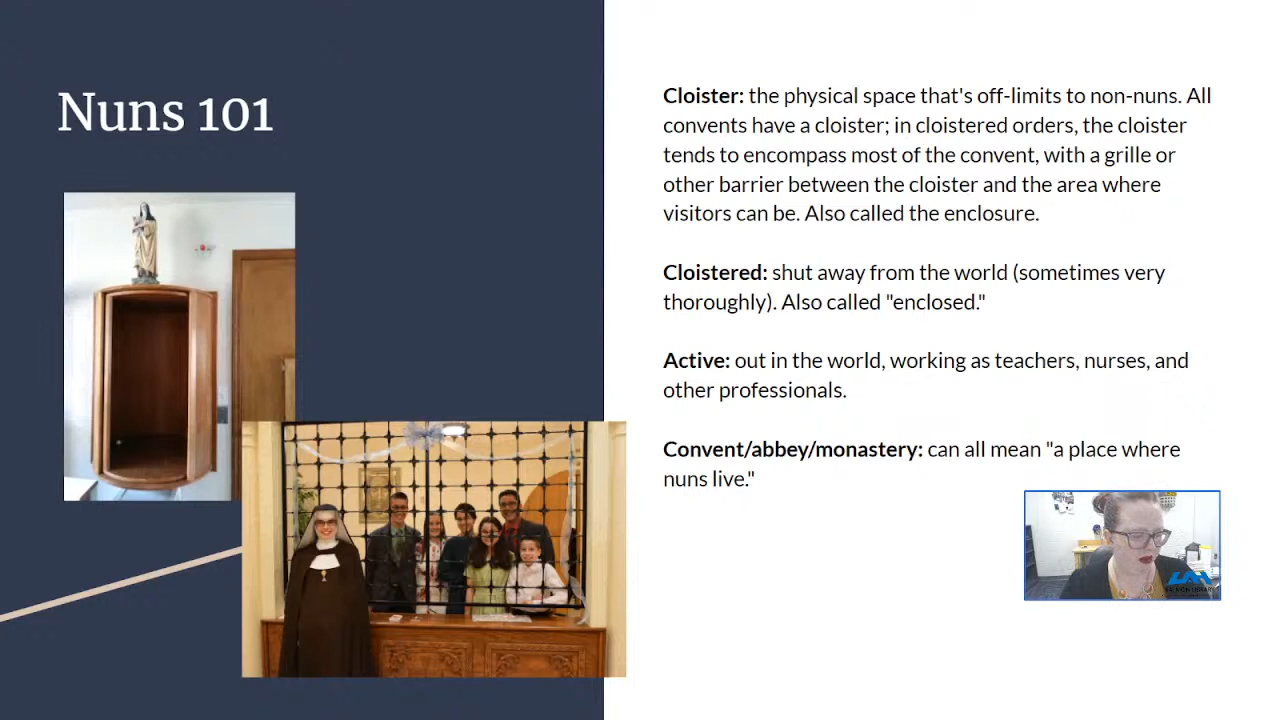 Nuns 101
Cloister: the physical space that's off-limits to non-nuns. All
convents have a cloister; in cloistered orders, the cloister
tends to encompass most of the convent, with a grille or
other barrier between the cloister and the area where
visitors can be. Also called the enclosure.
Cloistered: shut away from the world (sometimes very
thoroughly). Also called "enclosed."
Active: out in the world, working as teachers, nurses, and
other professionals.
Convent/abbey/monastery: can all mean "a place where
nuns live."